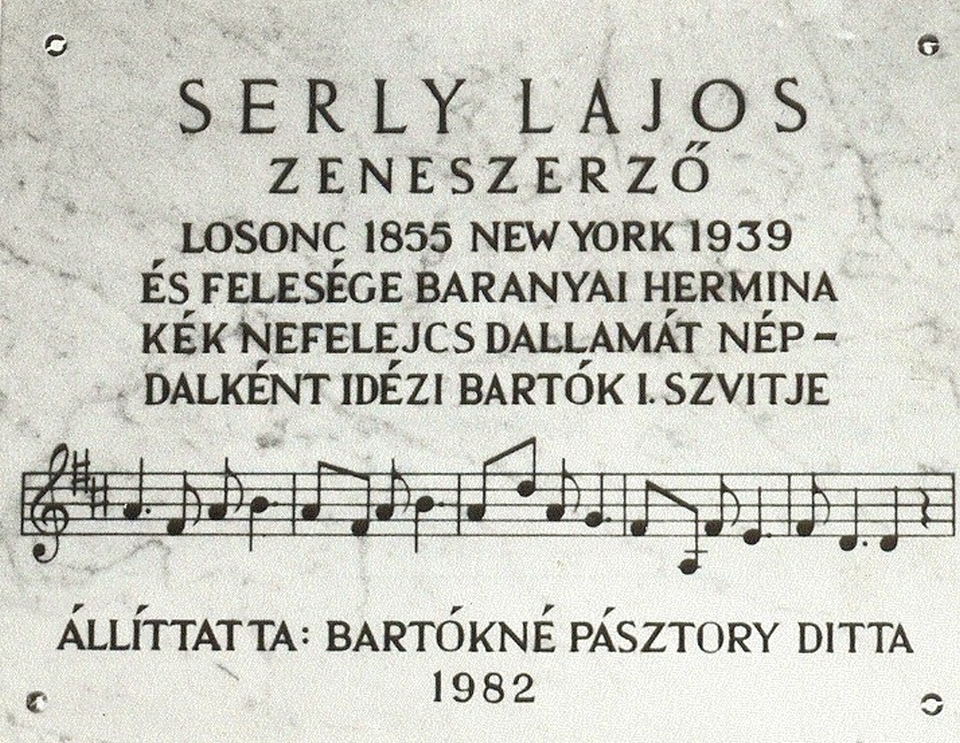 SERLY LAJOS
ZENESZERZŐ
LOSONC 1855 NEW YORK 1939
ÉS FELESÉGE BARANYAI HERMINA
KÉK NEFELEJCS DALLAMÁT NÉP-
DALKÉNT IDÉZI BARTÓK I. SZVITJE
ÁLLÍTTATTA: BARTÓKNÉ PÁSZTORY DITTA
1982